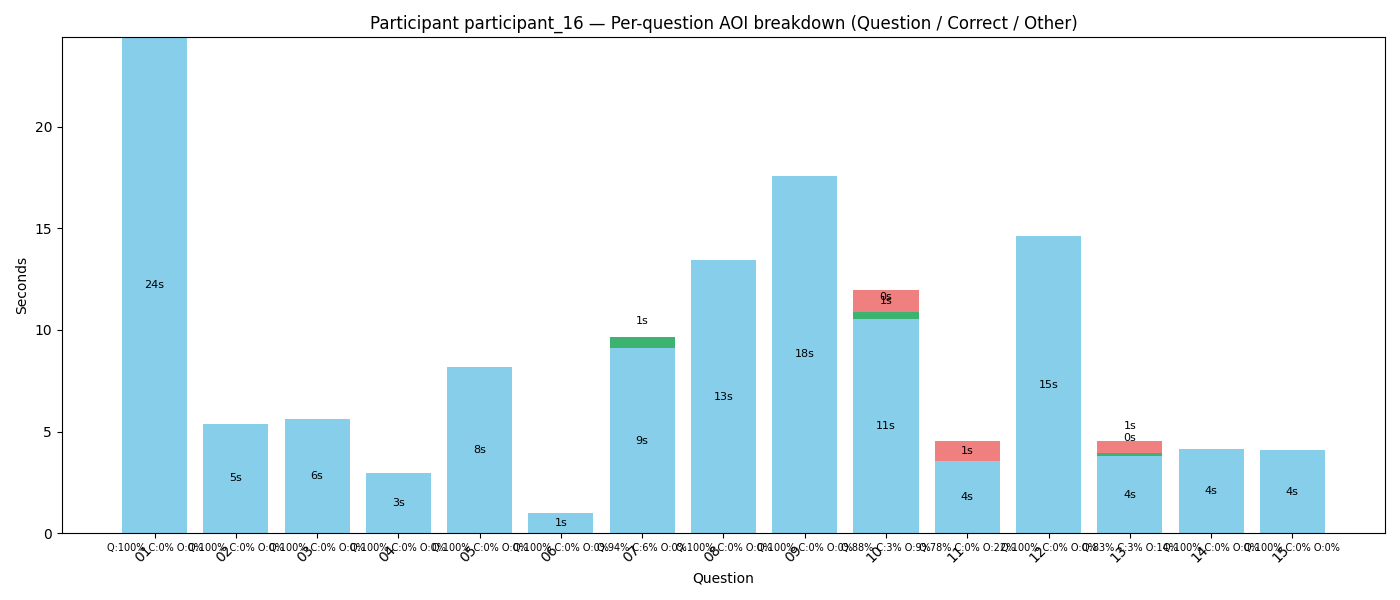 Participant participant_16 — Per-question AOI breakdown (Question / Correct / Other)
Seconds
20
15
10
5
0
24s
5s
6s
3s
8s
1s
1s
9s
13s
18s
0s
1s
11s
1s
4s
15s
1s
0s
4s
4s
4s
Q:100% C:0% O:0%
Q:100% C:0% O:0%
Q:100% C:0% O:0%
Q:100% C:0% O:0%
Q:100% C:0% O:0%
Q:100% C:0% O:0%
Q:94% C:6% O:0%
Q:100% C:0% O:0%
Q:100% C:0% O:0%
Q:88% C:3% O:9%
Q:78% C:0% O:22%
Q:100% C:0% O:0%
Q:83% C:3% O:14%
Q:100% C:0% O:0%
Q:100% C:0% O:0%
01
02
03
04
05
06
07
08
09
10
11
12
13
14
15
Question